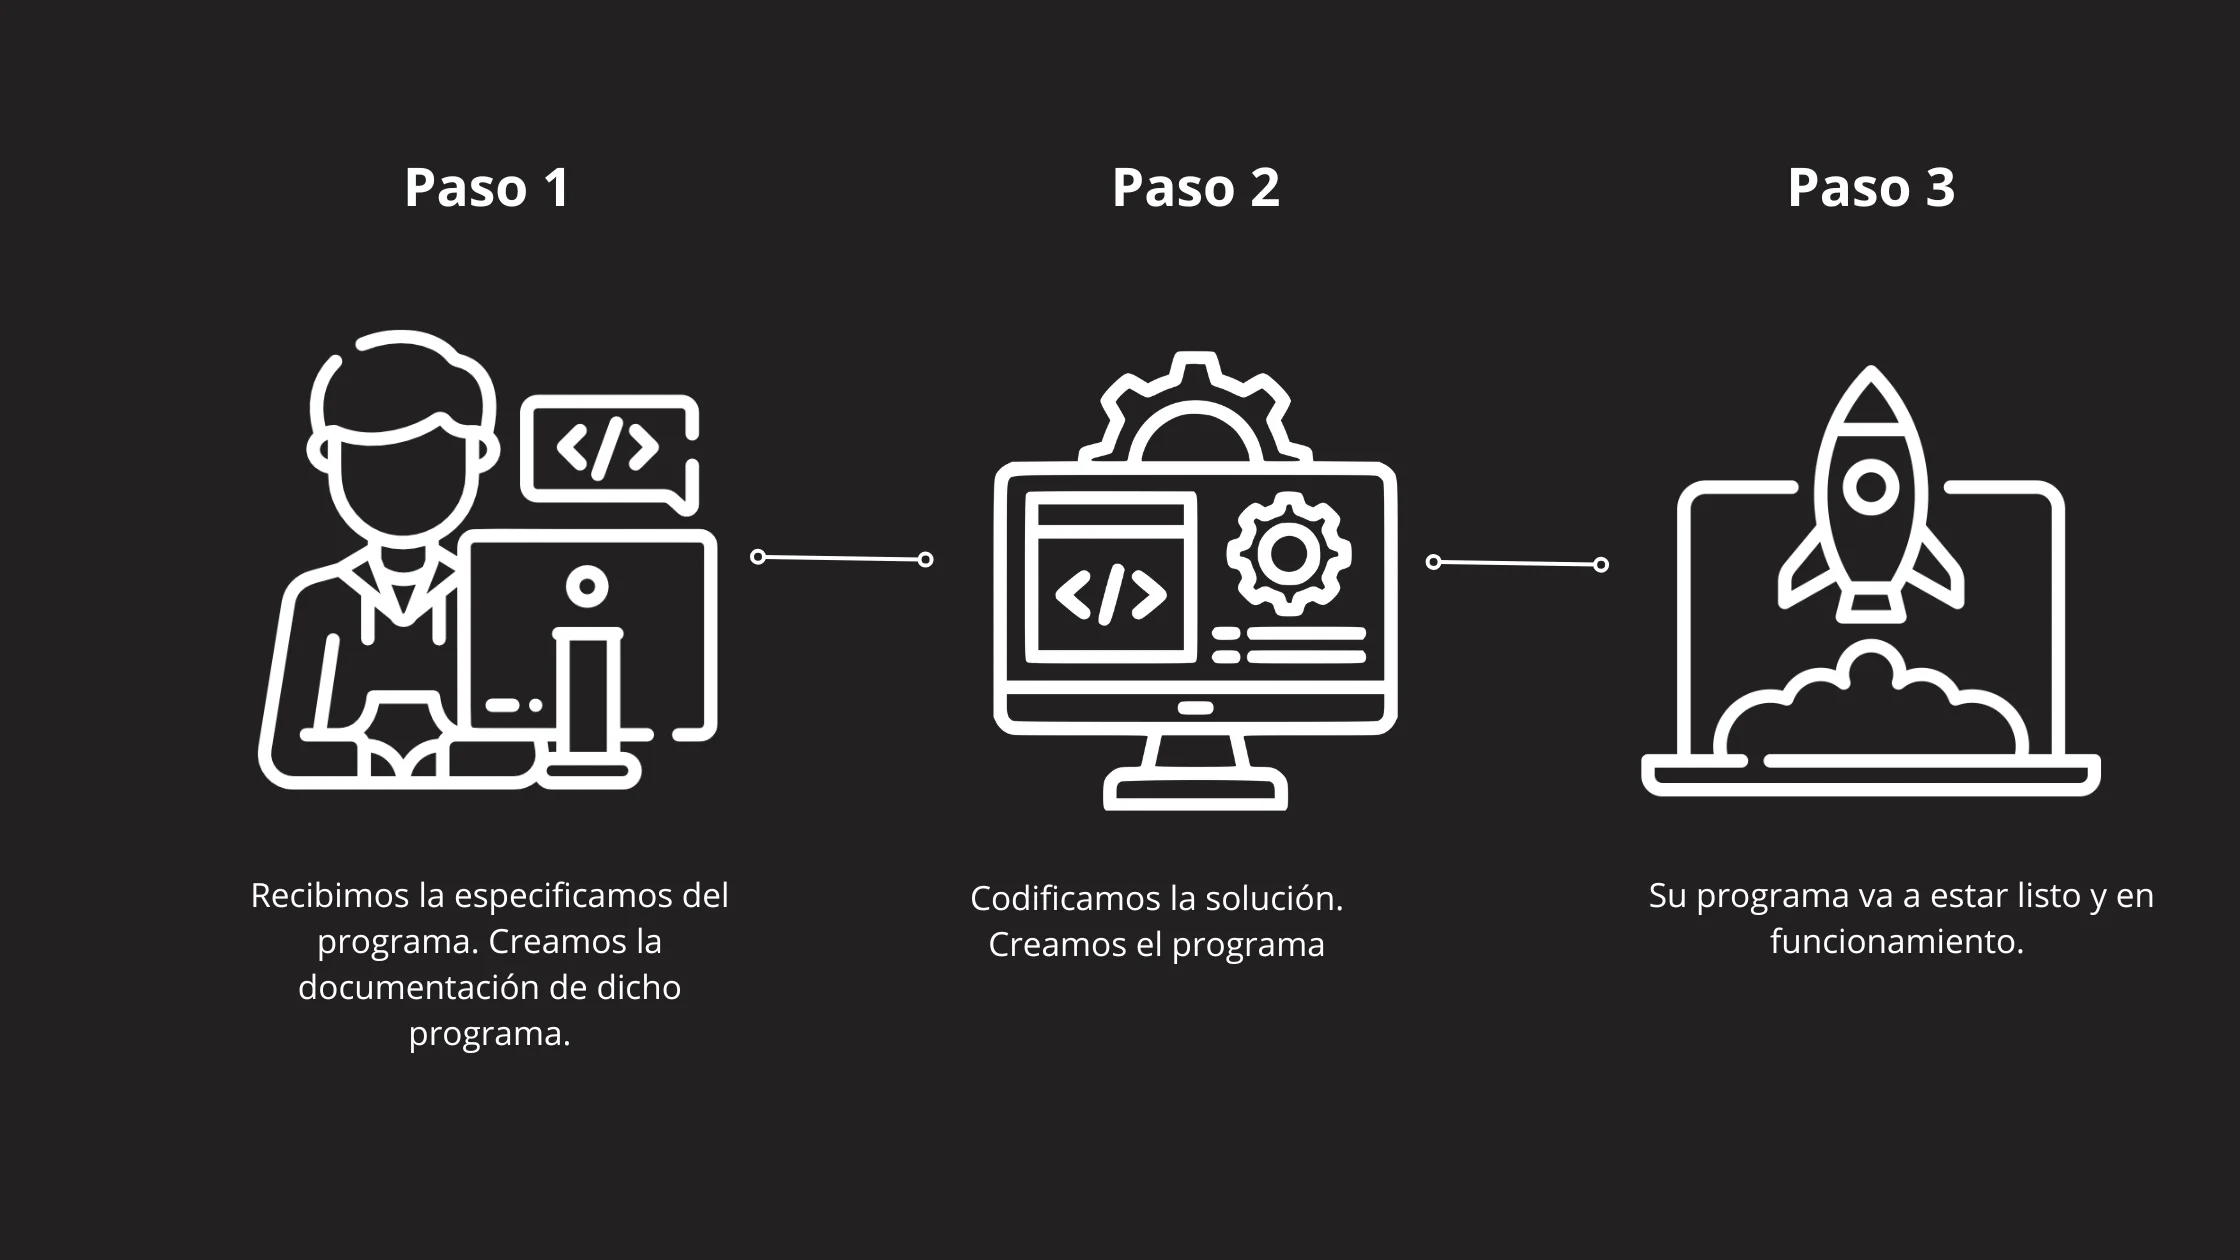 Paso 1
Recibimos la especificamos del
programa. Creamos la
documentación de dicho
programa.
Paso 2
Codificamos la solución.
Creamos el programa
Paso 3
Su programa va a estar listo y en
funcionamiento.